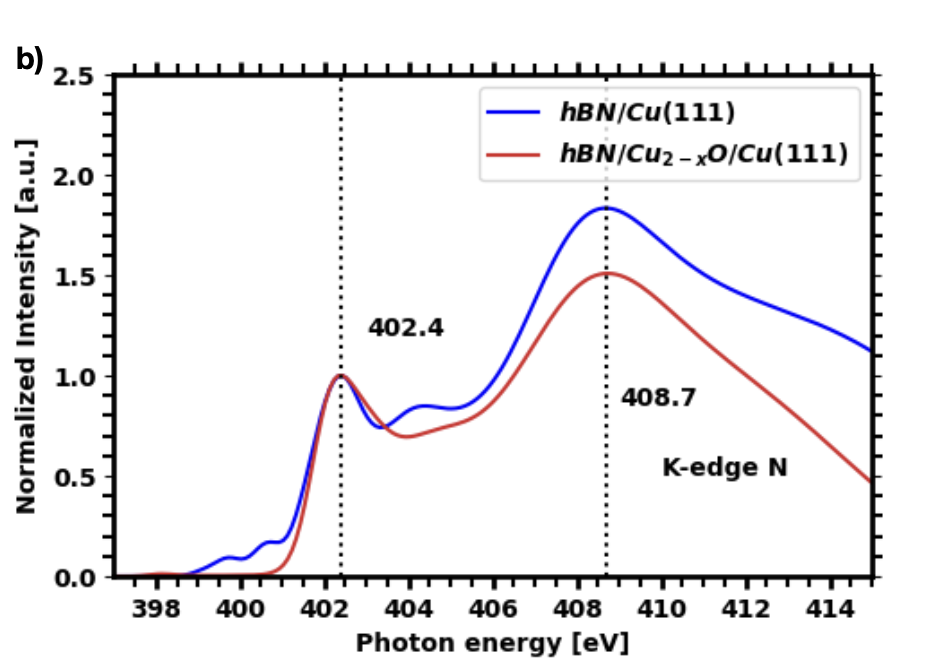 b)
Normalized Intensity [a.u.]
2.5
2.0
1.5
1.0
0.5
0.0
hBN/Cu(111)
hBN/Cu₂₋ₓO/Cu(111)
402.4
408.7
K-edge N
398 400 402 404 406 408 410 412 414
Photon energy [eV]